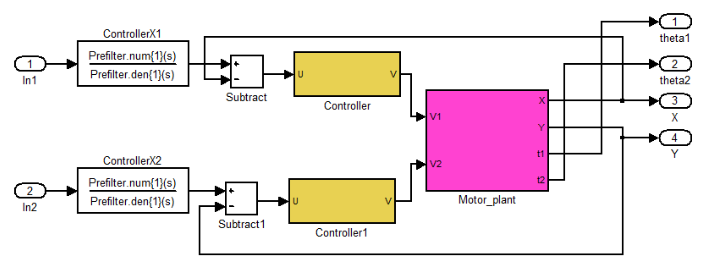 ControllerX1
1
In1
Prefilter.num{1}(s)
Prefilter.den{1}(s)
+
−
Subtract
U
V
Controller
1
theta1
2
theta2
3
X
4
Y
V1
V2
X
Y
t1
t2
Motor_plant
ControllerX2
2
In2
Prefilter.num{1}(s)
Prefilter.den{1}(s)
+
−
Subtract1
U
V
Controller1